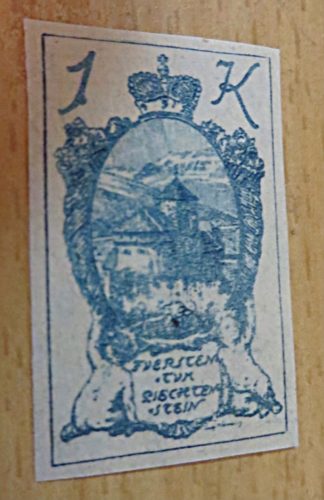 1 K
FVERSTEN
·TVM
LIECHTEN
·STEIN